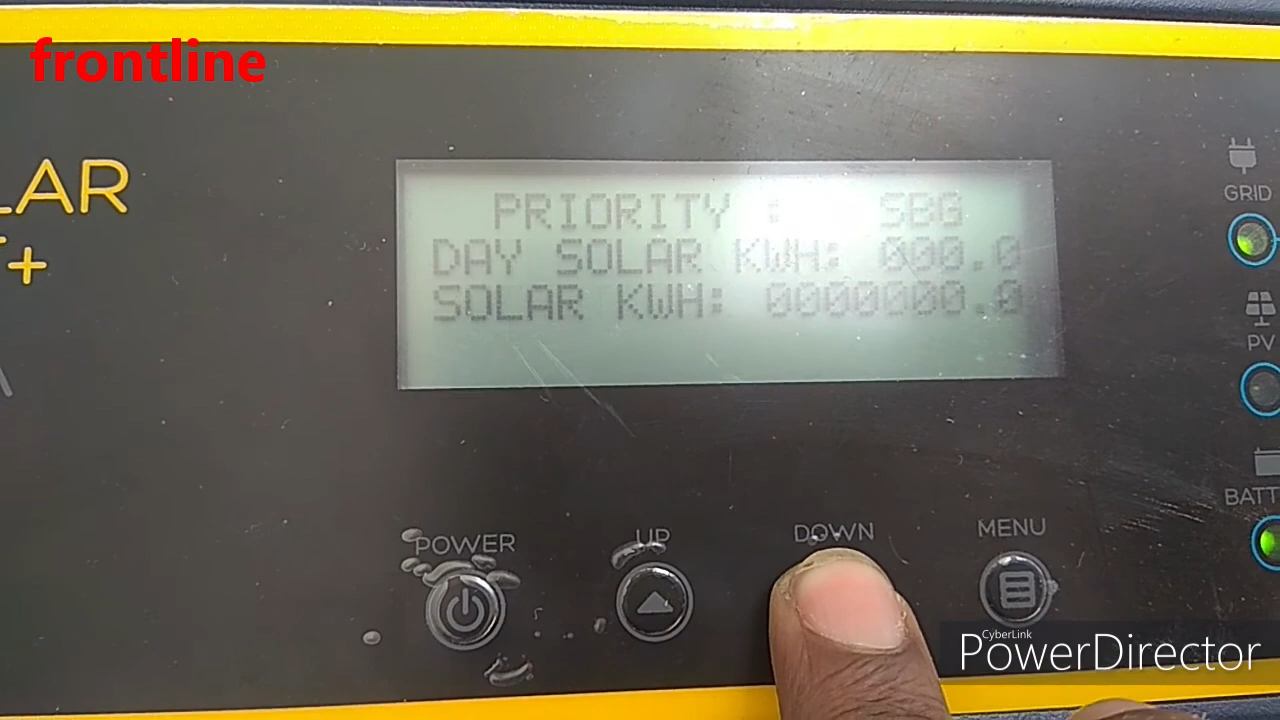 frontline
LAR
+
PRIORITY : SBG
DAY SOLAR KWH: 000.0
SOLAR KWH: 0000000.0
GRID
PV
BATT
POWER
UP
DOWN
MENU
CyberLink
PowerDirector